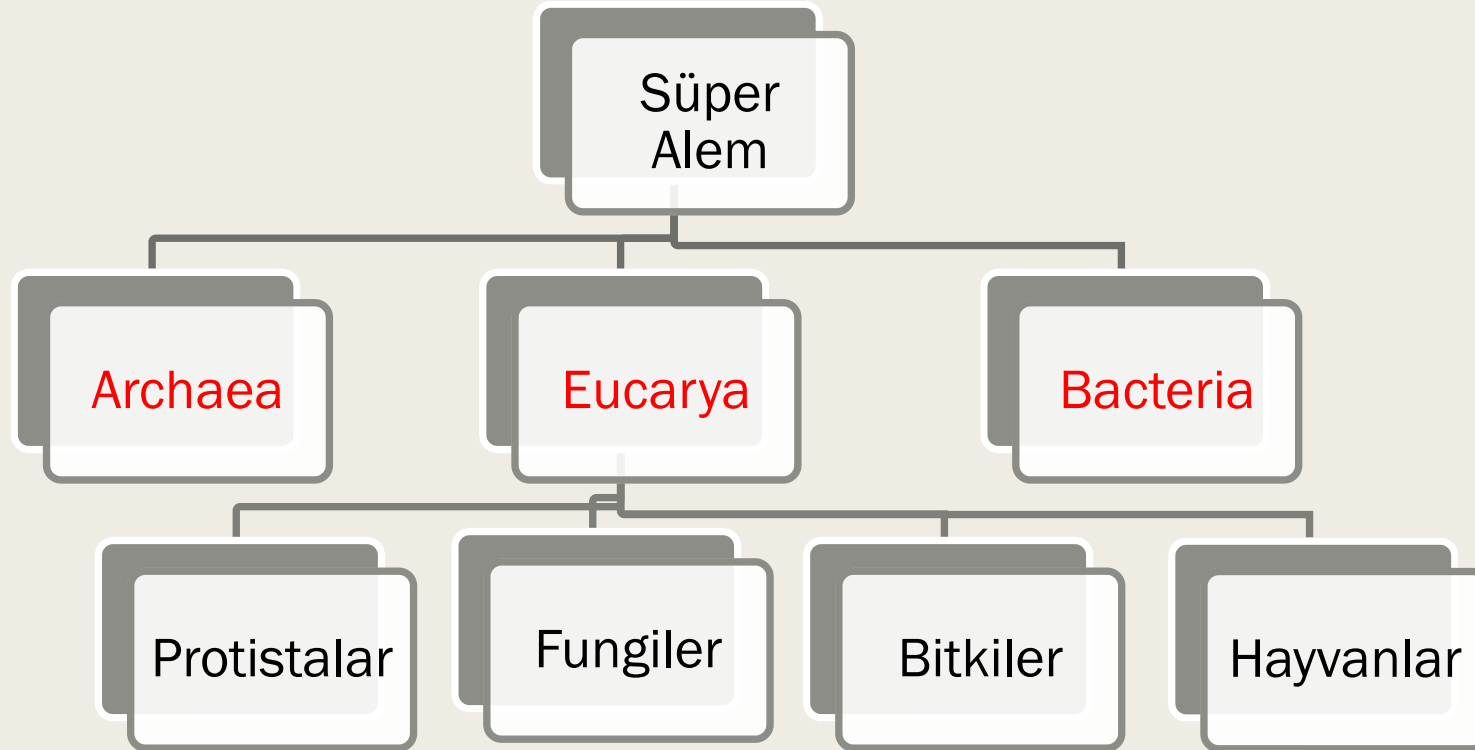 Süper
Alem
Archaea
Eucarya
Bacteria
Protistalar
Fungiler
Bitkiler
Hayvanlar